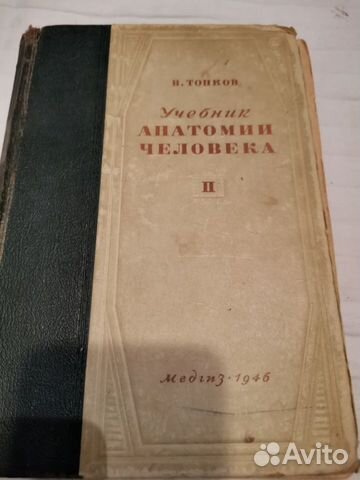 В. ТОНКОВ
Учебник
АНАТОМИИ
ЧЕЛОВЕКА
II
Медгиз · 1946
Avito